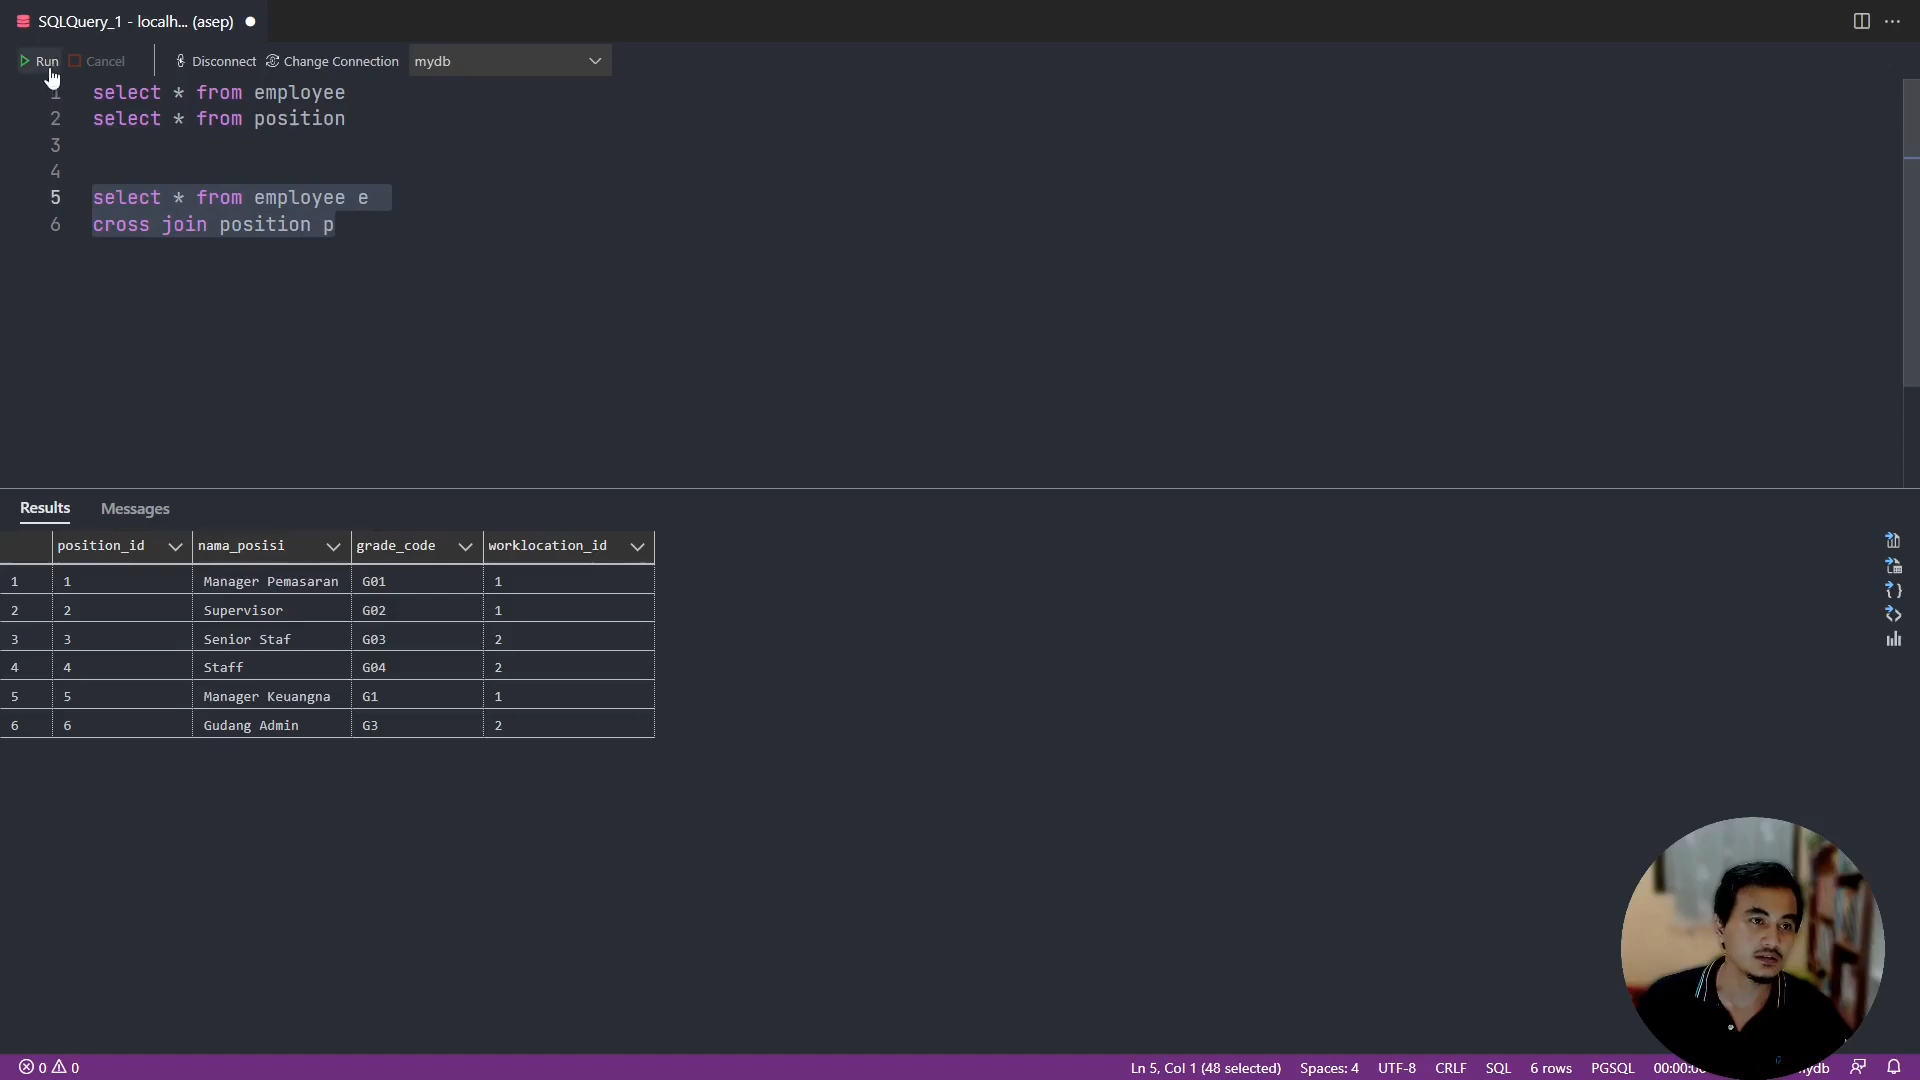 SQLQuery_1 - localh... (asep)
Run Cancel Disconnect Change Connection mydb
1 select * from employee
2 select * from position
3
4
5 select * from employee e
6 cross join position p
Results Messages
position_id nama_posisi grade_code worklocation_id
1 1 Manager Pemasaran G01 1
2 2 Supervisor G02 1
3 3 Senior Staf G03 2
4 4 Staff G04 2
5 5 Manager Keuangna G1 1
6 6 Gudang Admin G3 2
0 0 Ln 5, Col 1 (48 selected) Spaces: 4 UTF-8 CRLF SQL 6 rows PGSQL